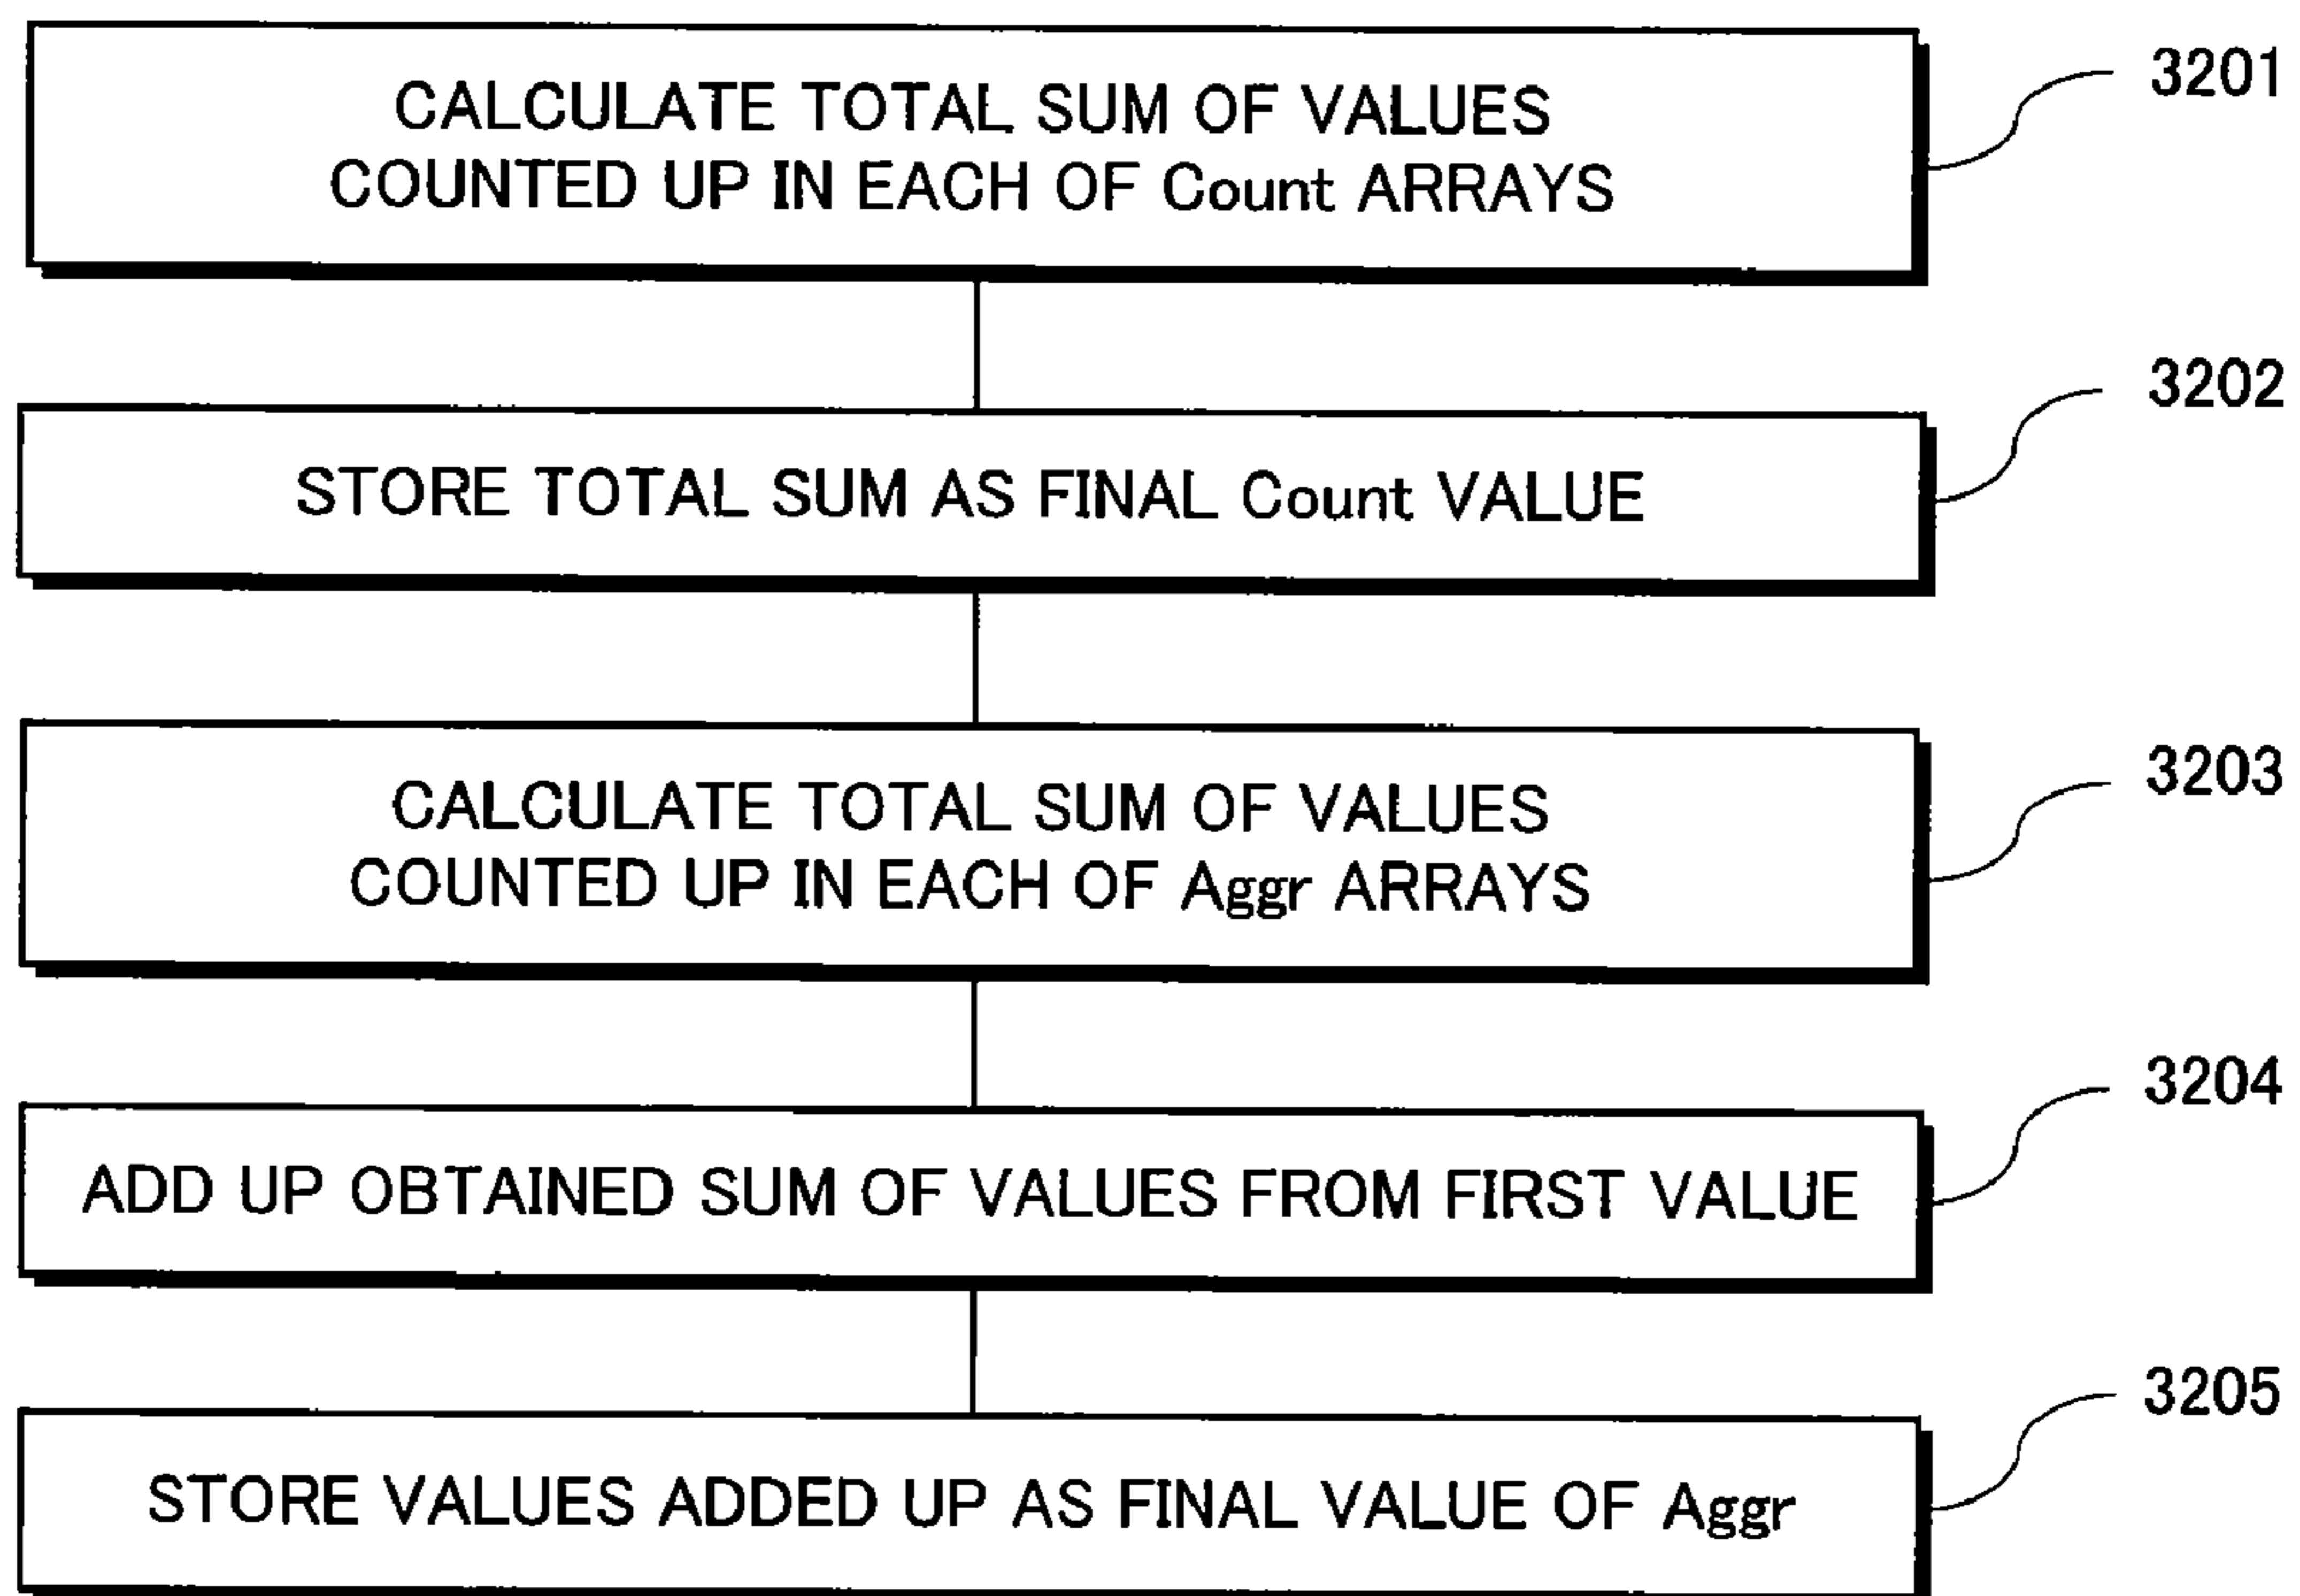 CALCULATE TOTAL SUM OF VALUES
COUNTED UP IN EACH OF Count ARRAYS
3201
STORE TOTAL SUM AS FINAL Count VALUE
3202
CALCULATE TOTAL SUM OF VALUES
COUNTED UP IN EACH OF Aggr ARRAYS
3203
ADD UP OBTAINED SUM OF VALUES FROM FIRST VALUE
3204
STORE VALUES ADDED UP AS FINAL VALUE OF Aggr
3205